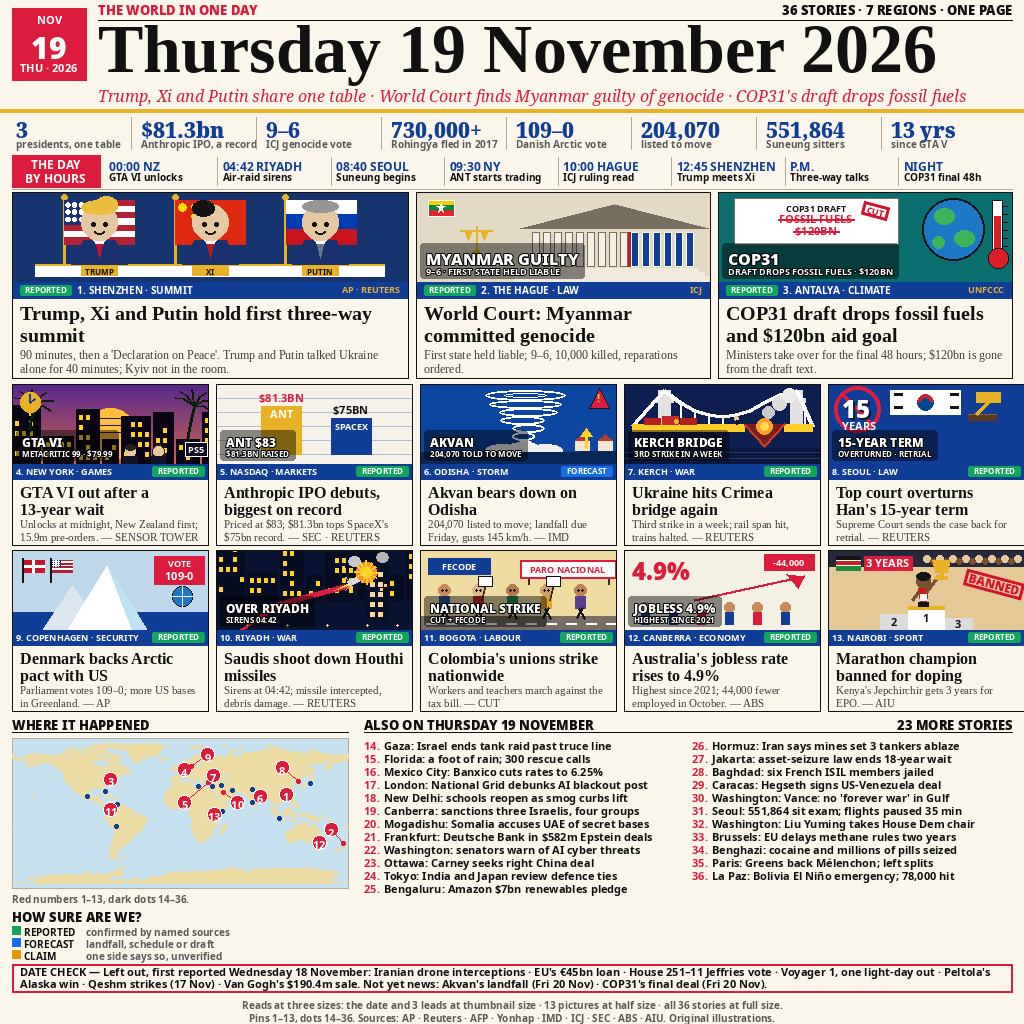 NOV
19
THU · 2026
THE WORLD IN ONE DAY
36 STORIES · 7 REGIONS · ONE PAGE
Thursday 19 November 2026
Trump, Xi and Putin share one table · World Court finds Myanmar guilty of genocide · COP31's draft drops fossil fuels
3
presidents, one table
$81.3bn
Anthropic IPO, a record
9–6
ICJ genocide vote
730,000+
Rohingya fled in 2017
109–0
Danish Arctic vote
204,070
listed to move
551,864
Suneung sitters
13 yrs
since GTA V
THE DAY
BY HOURS
00:00 NZ
GTA VI unlocks
04:42 RIYADH
Air-raid sirens
08:40 SEOUL
Suneung begins
09:30 NY
ANT starts trading
10:00 HAGUE
ICJ ruling read
12:45 SHENZHEN
Trump meets Xi
P.M.
Three-way talks
NIGHT
COP31 final 48h
TRUMP
XI
PUTIN
REPORTED 1. SHENZHEN · SUMMIT AP · REUTERS
Trump, Xi and Putin hold first three-way
summit
90 minutes, then a 'Declaration on Peace'. Trump and Putin talked Ukraine
alone for 40 minutes; Kyiv not in the room.
MYANMAR GUILTY
9–6 · FIRST STATE HELD LIABLE
REPORTED 2. THE HAGUE · LAW ICJ
World Court: Myanmar
committed genocide
First state held liable; 9–6, 10,000 killed, reparations
ordered.
COP31 DRAFT
FOSSIL FUELS
$120BN
CUT
COP31
DRAFT DROPS FOSSIL FUELS · $120BN
REPORTED 3. ANTALYA · CLIMATE UNFCCC
COP31 draft drops fossil fuels
and $120bn aid goal
Ministers take over for the final 48 hours; $120bn is gone
from the draft text.
GTA VI
METACRITIC 99 · $79.99
PS5
4. NEW YORK · GAMES REPORTED
GTA VI out after a
13-year wait
Unlocks at midnight, New Zealand first;
15.9m pre-orders. — SENSOR TOWER
$81.3BN
ANT
$75BN
SPACEX
ANT $83
$81.3BN RAISED
5. NASDAQ · MARKETS REPORTED
Anthropic IPO debuts,
biggest on record
Priced at $83; $81.3bn tops SpaceX's
$75bn record. — SEC · REUTERS
AKVAN
204,070 TOLD TO MOVE
6. ODISHA · STORM FORECAST
Akvan bears down on
Odisha
204,070 listed to move; landfall due
Friday, gusts 145 km/h. — IMD
KERCH BRIDGE
3RD STRIKE IN A WEEK
7. KERCH · WAR REPORTED
Ukraine hits Crimea
bridge again
Third strike in a week; rail span hit,
trains halted. — REUTERS
15
YEARS
15-YEAR TERM
OVERTURNED · RETRIAL
8. SEOUL · LAW REPORTED
Top court overturns
Han's 15-year term
Supreme Court sends the case back for
retrial. — REUTERS
VOTE
109-0
9. COPENHAGEN · SECURITY REPORTED
Denmark backs Arctic
pact with US
Parliament votes 109–0; more US bases
in Greenland. — AP
OVER RIYADH
SIRENS 04:42
10. RIYADH · WAR REPORTED
Saudis shoot down Houthi
missiles
Sirens at 04:42; missile intercepted,
debris damage. — REUTERS
FECODE
PARO NACIONAL
NATIONAL STRIKE
CUT + FECODE
11. BOGOTA · LABOUR REPORTED
Colombia's unions strike
nationwide
Workers and teachers march against the
tax bill. — CUT
4.9%
-44,000
JOBLESS 4.9%
HIGHEST SINCE 2021
12. CANBERRA · ECONOMY REPORTED
Australia's jobless rate
rises to 4.9%
Highest since 2021; 44,000 fewer
employed in October. — ABS
3 YEARS
BANNED
2 1 3
13. NAIROBI · SPORT REPORTED
Marathon champion
banned for doping
Kenya's Jepchirchir gets 3 years for
EPO. — AIU
WHERE IT HAPPENED
9
4
7
8
3
5
10
6
1
11
13
2
12
Red numbers 1–13, dark dots 14–36.
HOW SURE ARE WE?
REPORTED confirmed by named sources
FORECAST landfall, schedule or draft
CLAIM one side says so, unverified
ALSO ON THURSDAY 19 NOVEMBER
23 MORE STORIES
14. Gaza: Israel ends tank raid past truce line
15. Florida: a foot of rain; 300 rescue calls
16. Mexico City: Banxico cuts rates to 6.25%
17. London: National Grid debunks AI blackout post
18. New Delhi: schools reopen as smog curbs lift
19. Canberra: sanctions three Israelis, four groups
20. Mogadishu: Somalia accuses UAE of secret bases
21. Frankfurt: Deutsche Bank in $582m Epstein deals
22. Washington: senators warn of AI cyber threats
23. Ottawa: Carney seeks right China deal
24. Tokyo: India and Japan review defence ties
25. Bengaluru: Amazon $7bn renewables pledge
26. Hormuz: Iran says mines set 3 tankers ablaze
27. Jakarta: asset-seizure law ends 18-year wait
28. Baghdad: six French ISIL members jailed
29. Caracas: Hegseth signs US-Venezuela deal
30. Washington: Vance: no 'forever war' in Gulf
31. Seoul: 551,864 sit exam; flights paused 35 min
32. Washington: Liu Yuming takes House Dem chair
33. Brussels: EU delays methane rules two years
34. Benghazi: cocaine and millions of pills seized
35. Paris: Greens back Mélenchon; left splits
36. La Paz: Bolivia El Niño emergency; 78,000 hit
DATE CHECK — Left out, first reported Wednesday 18 November: Iranian drone interceptions · EU's €45bn loan · House 251–11 Jeffries vote · Voyager 1, one light-day out · Peltola's
Alaska win · Qeshm strikes (17 Nov) · Van Gogh's $190.4m sale. Not yet news: Akvan's landfall (Fri 20 Nov) · COP31's final deal (Fri 20 Nov).
Reads at three sizes: the date and 3 leads at thumbnail size · 13 pictures at half size · all 36 stories at full size.
Pins 1–13, dots 14–36. Sources: AP · Reuters · AFP · Yonhap · IMD · ICJ · SEC · ABS · AIU. Original illustrations.